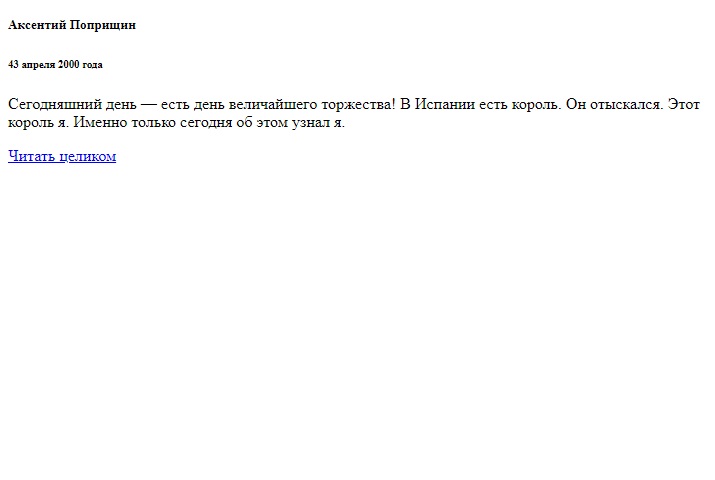 Аксентий Поприщин
43 апреля 2000 года
Сегодняшний день — есть день величайшего торжества! В Испании есть король. Он отыскался. Этот
король я. Именно только сегодня об этом узнал я.
Читать целиком